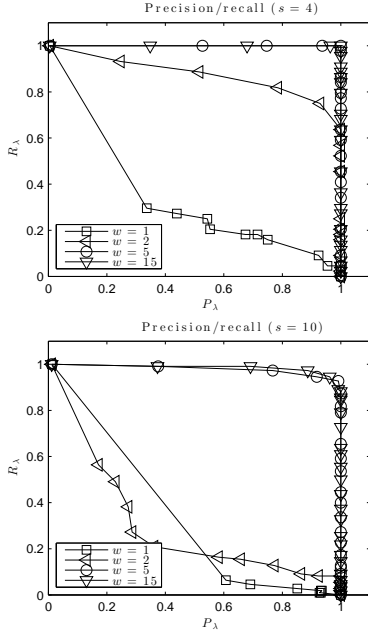 Precision/recall (s = 4)
1
0.8
0.6
0.4
0.2
0
R_λ
w = 1
w = 2
w = 5
w = 15
0 0.2 0.4 0.6 0.8 1
P_λ
Precision/recall (s = 10)
1
0.8
0.6
0.4
0.2
0
R_λ
w = 1
w = 2
w = 5
w = 15
0 0.2 0.4 0.6 0.8 1
P_λ